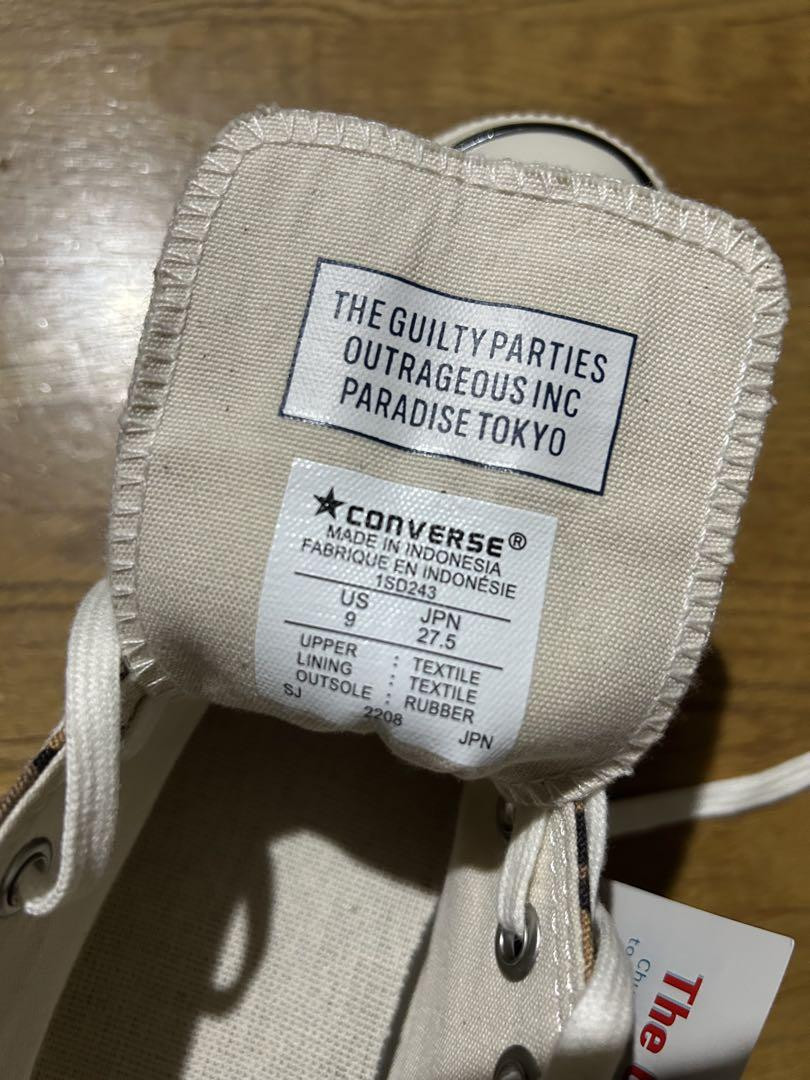 THE GUILTY PARTIES
OUTRAGEOUS INC
PARADISE TOKYO
CONVERSE®
MADE IN INDONESIA
FABRIQUE EN INDONÉSIE
1SD243
US JPN
9 27.5
UPPER : TEXTILE
LINING : TEXTILE
OUTSOLE : RUBBER
SJ 2208 JPN
The